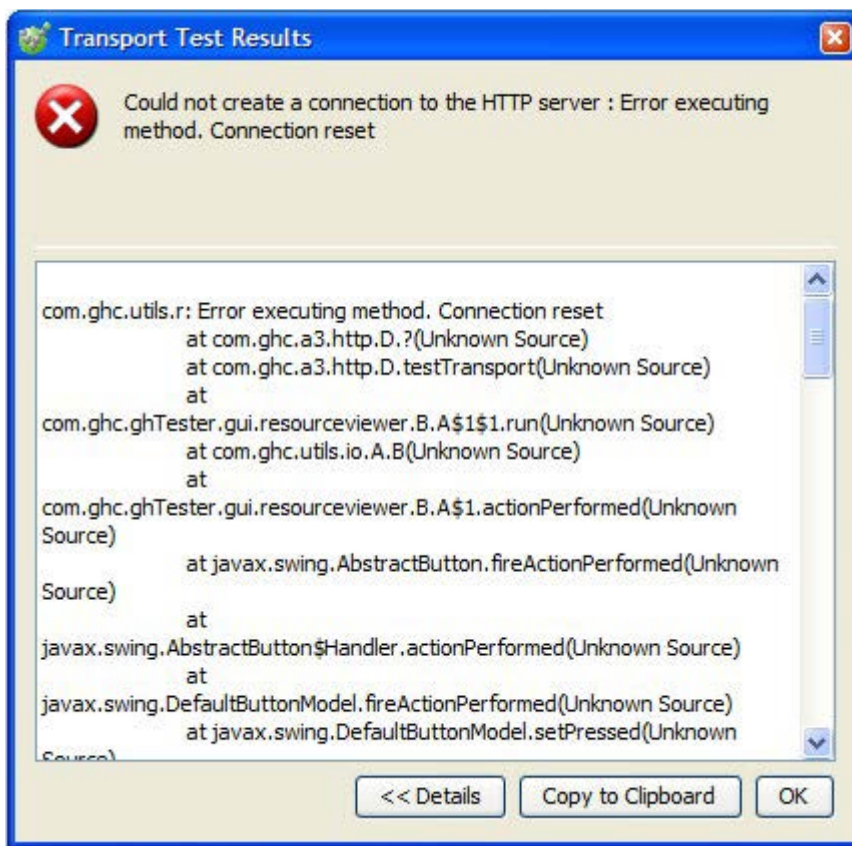 Transport Test Results
Could not create a connection to the HTTP server : Error executing
method. Connection reset
com.ghc.utils.r: Error executing method. Connection reset
at com.ghc.a3.http.D.?(Unknown Source)
at com.ghc.a3.http.D.testTransport(Unknown Source)
at
com.ghc.ghTester.gui.resourceviewer.B.A$1$1.run(Unknown Source)
at com.ghc.utils.io.A.B(Unknown Source)
at
com.ghc.ghTester.gui.resourceviewer.B.A$1.actionPerformed(Unknown
Source)
at javax.swing.AbstractButton.fireActionPerformed(Unknown
Source)
at
javax.swing.AbstractButton$Handler.actionPerformed(Unknown Source)
at
javax.swing.DefaultButtonModel.fireActionPerformed(Unknown Source)
at javax.swing.DefaultButtonModel.setPressed(Unknown
Source)
<< Details
Copy to Clipboard
OK